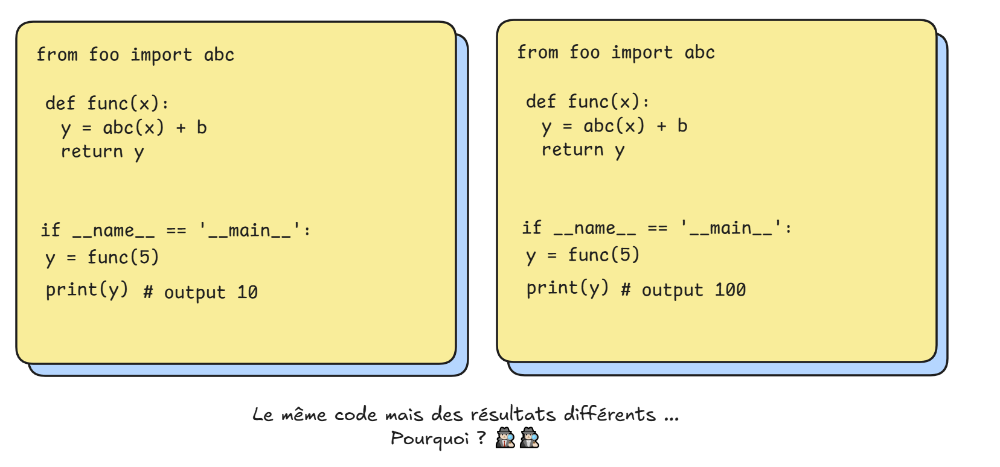 from foo import abc
def func(x):
y = abc(x) + b
return y
if __name__ == '__main__':
y = func(5)
print(y) # output 10
from foo import abc
def func(x):
y = abc(x) + b
return y
if __name__ == '__main__':
y = func(5)
print(y) # output 100
Le même code mais des résultats différents ...
Pourquoi ? 🕵🕵